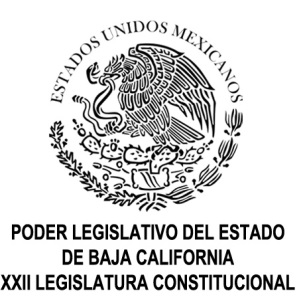 ESTADOS UNIDOS MEXICANOS
PODER LEGISLATIVO DEL ESTADO
DE BAJA CALIFORNIA
XXII LEGISLATURA CONSTITUCIONAL